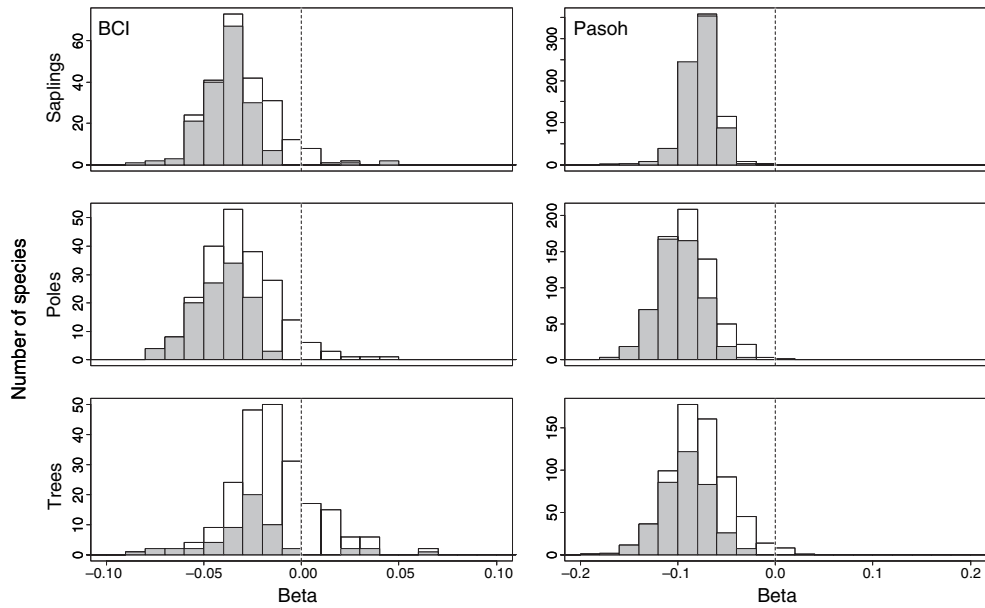 BCI
Pasoh
Number of species
Saplings
0 20 40 60
0 100 200 300
Poles
0 10 20 30 40 50
0 50 100 150 200
Trees
0 10 20 30 40 50
0 50 100 150
−0.10 −0.05 0.00 0.05 0.10
−0.2 −0.1 0.0 0.1 0.2
Beta
Beta